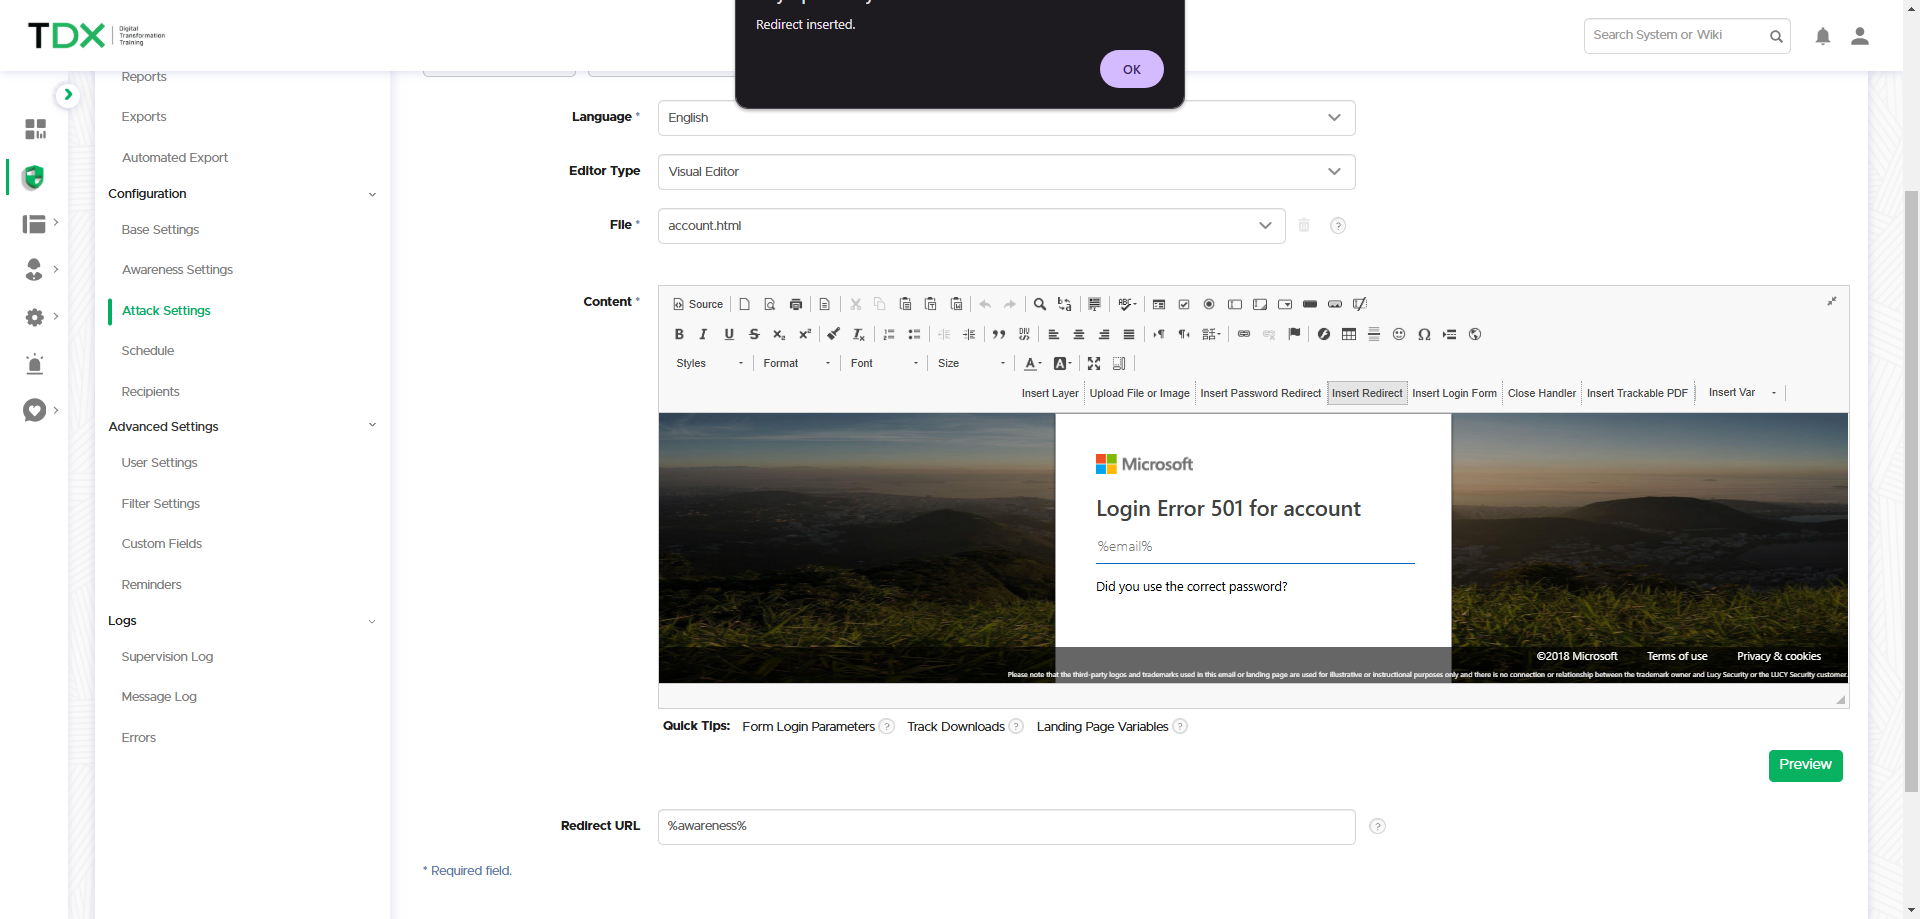 Redirect inserted.
OK
TDX
Digital
Transformation
Training
Search System or Wiki
Reports
Exports
Automated Export
Configuration
Base Settings
Awareness Settings
Attack Settings
Schedule
Recipients
Advanced Settings
User Settings
Filter Settings
Custom Fields
Reminders
Logs
Supervision Log
Message Log
Errors
Language *
English
Editor Type
Visual Editor
File *
account.html
?
Content *
Source
ABC
B I U S x₂ x² Ix
DIV
Styles Format Font Size A A
Insert Layer Upload File or Image Insert Password Redirect Insert Redirect Insert Login Form Close Handler Insert Trackable PDF Insert Var
Microsoft
Login Error 501 for account
%email%
Did you use the correct password?
©2018 Microsoft Terms of use Privacy & cookies
Please note that the third-party logos and trademarks used in this email or landing page are used for illustrative or instructional purposes only and there is no connection or relationship between the trademark owner and Lucy Security or the LUCY Security customer.
Quick Tips: Form Login Parameters ? Track Downloads ? Landing Page Variables ?
Preview
Redirect URL
%awareness%
?
* Required field.